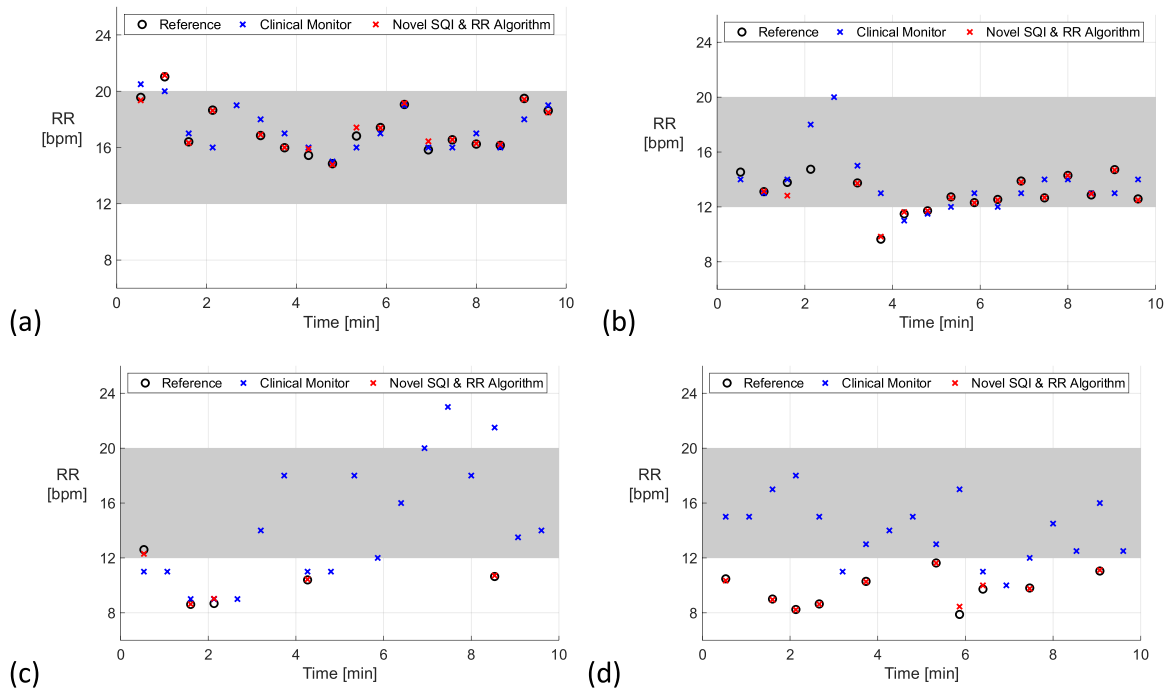 Reference Clinical Monitor Novel SQI & RR Algorithm
24
20
16
12
8
RR
[bpm]
0 2 4 6 8 10
Time [min]
(a)
Reference Clinical Monitor Novel SQI & RR Algorithm
24
20
16
12
8
RR
[bpm]
0 2 4 6 8 10
Time [min]
(b)
Reference Clinical Monitor Novel SQI & RR Algorithm
24
20
16
12
8
RR
[bpm]
0 2 4 6 8 10
Time [min]
(c)
Reference Clinical Monitor Novel SQI & RR Algorithm
24
20
16
12
8
RR
[bpm]
0 2 4 6 8 10
Time [min]
(d)